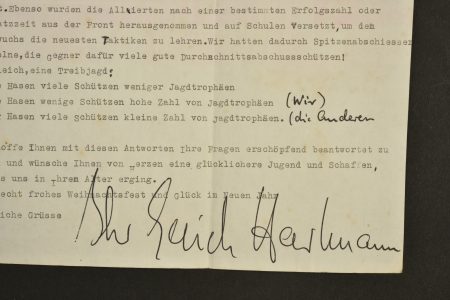 t.Ebenso wurden die Alliierten nach einer bestimmten Erfolgszahl oder
atzzeit aus der Front herausgenommen und auf Schulen Versetzt,um dem
wuchs die neuesten Taktiken zu lehren.Wir hatten dadurch Spitzenabschiesser
elne,die gegner dafür viele gute Durchschnittsabschussschützen!
leich,eine Treibjagd:
e Hasen viele Schützen weniger Jagdtrophäen
e Hasen wenige Schützen hohe Zahl von jagdtrophäen (Wir)
r Hasen viele Schützen kleine Zahl von jagdtrophäen. (die Anderen
offe Ihnen mit diesen Antworten Ihre Fragen erschöpfend beantwortet zu
und wünsche Ihnen von erzen eine glücklichere Jugend und Schaffen,
s uns in Ihrem Alter erging.
echt frohes Weihnachtsfest und glück im Neuen Jahr
iche Grüsse
Ihr Erich Hartmann